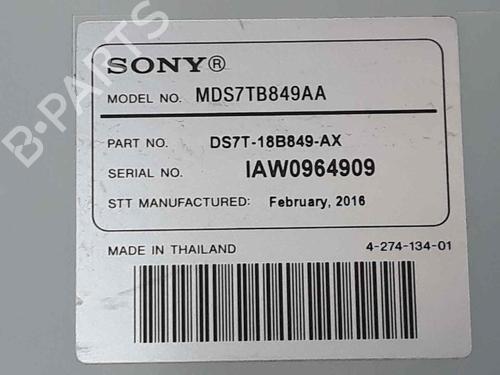 SONY®
MODEL NO. MDS7TB849AA
PART NO. DS7T-18B849-AX
SERIAL NO. IAW0964909
STT MANUFACTURED: February, 2016
MADE IN THAILAND 4-274-134-01
B-PARTS